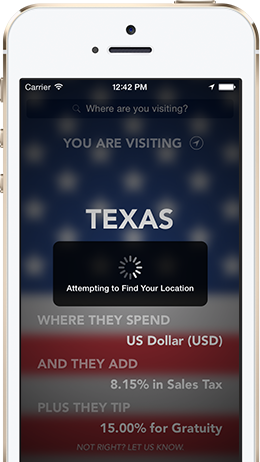 Carrier 12:42 PM
Where are you visiting?
YOU ARE VISITING
TEXAS
Attempting to Find Your Location
WHERE THEY SPEND
US Dollar (USD)
AND THEY ADD
8.15% in Sales Tax
PLUS THEY TIP
15.00% for Gratuity
NOT RIGHT? LET US KNOW.